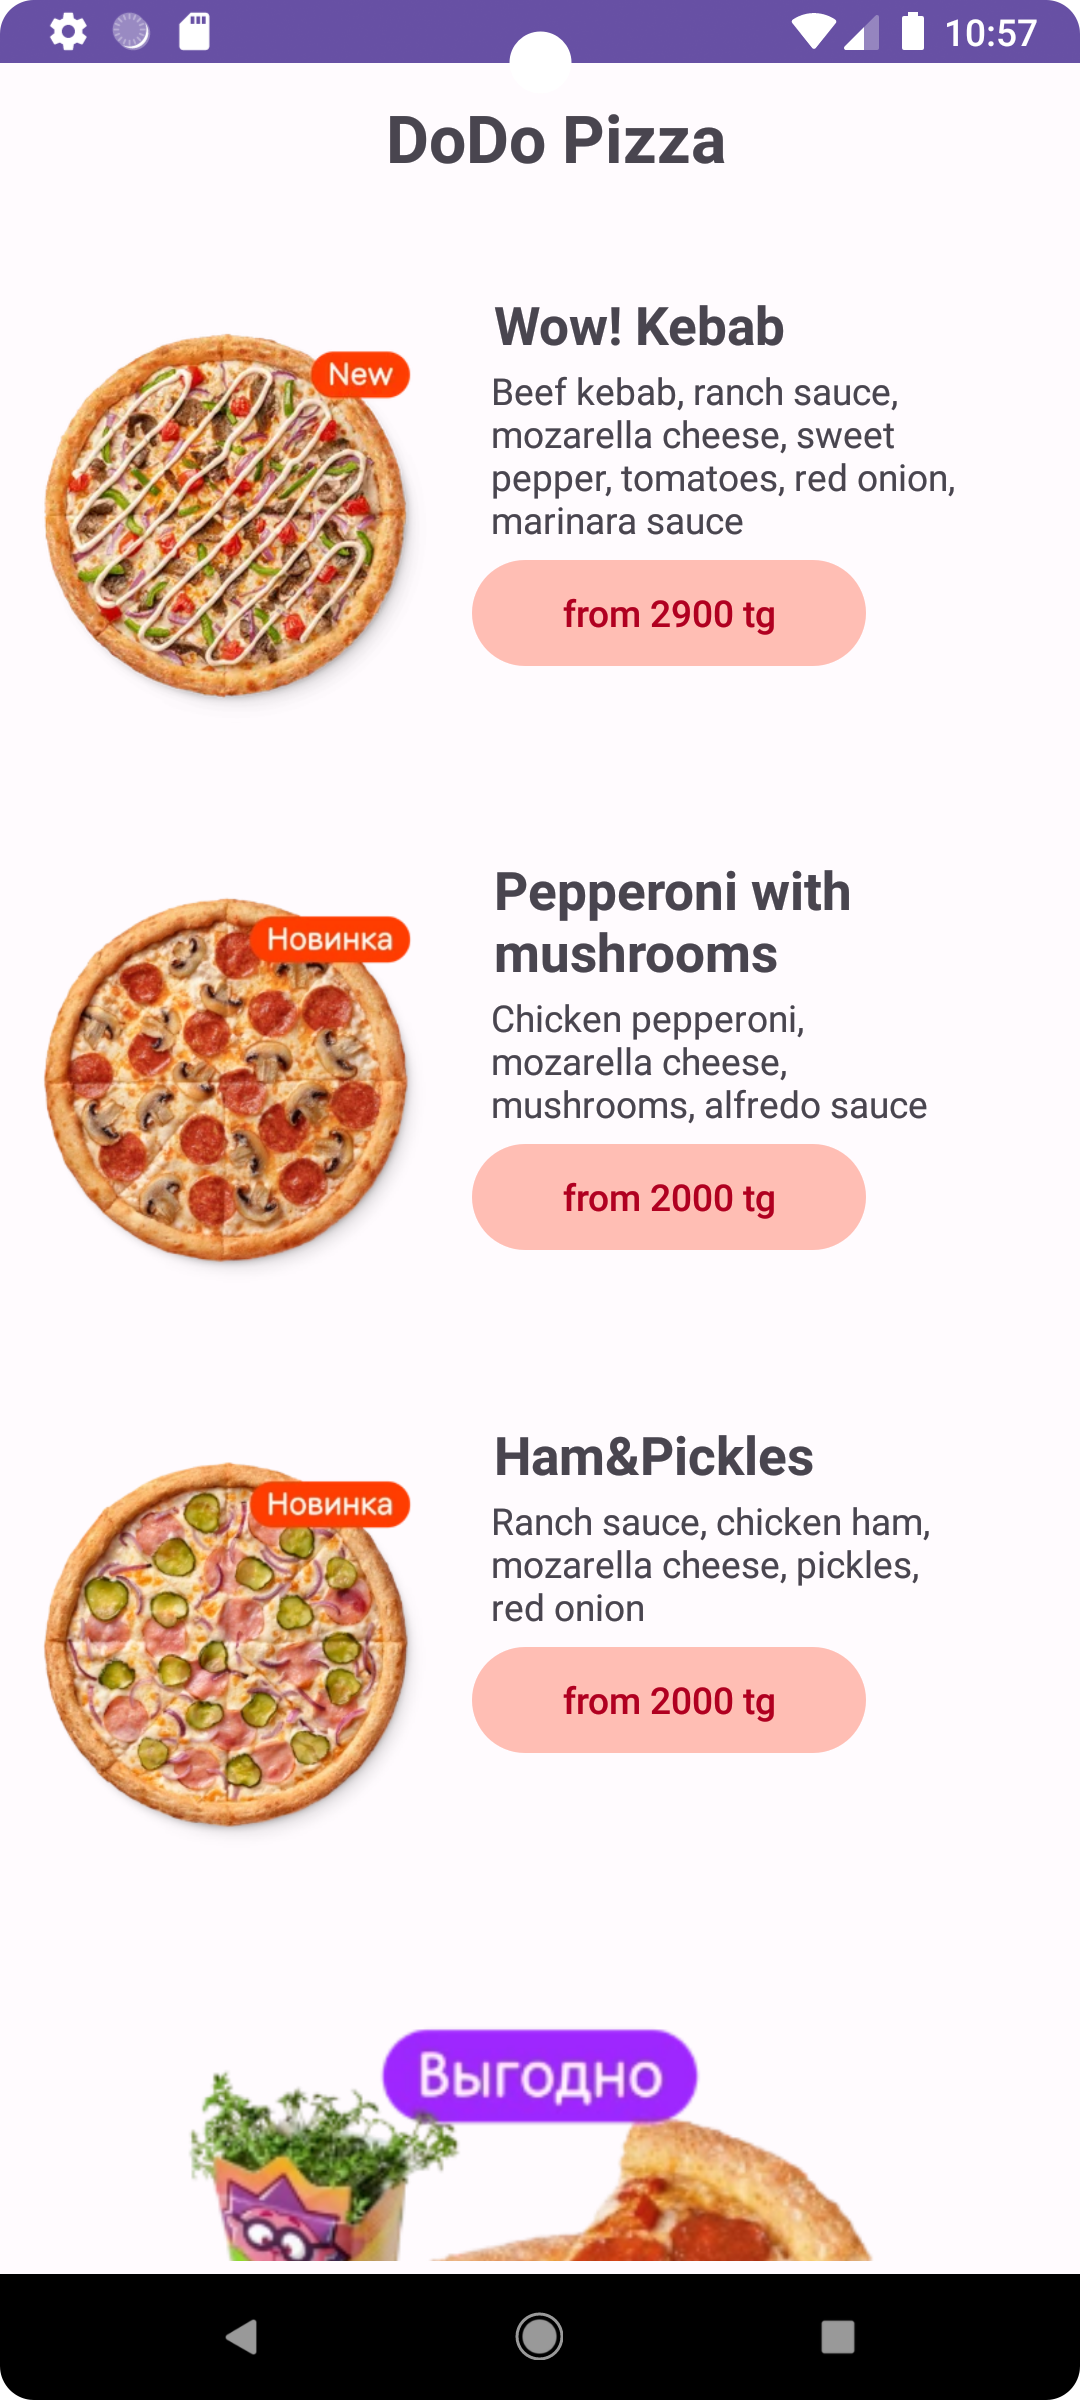 10:57
DoDo Pizza
Wow! Kebab
New
Beef kebab, ranch sauce,
mozarella cheese, sweet
pepper, tomatoes, red onion,
marinara sauce
from 2900 tg
Pepperoni with
mushrooms
Новинка
Chicken pepperoni,
mozarella cheese,
mushrooms, alfredo sauce
from 2000 tg
Ham&Pickles
Новинка
Ranch sauce, chicken ham,
mozarella cheese, pickles,
red onion
from 2000 tg
Выгодно